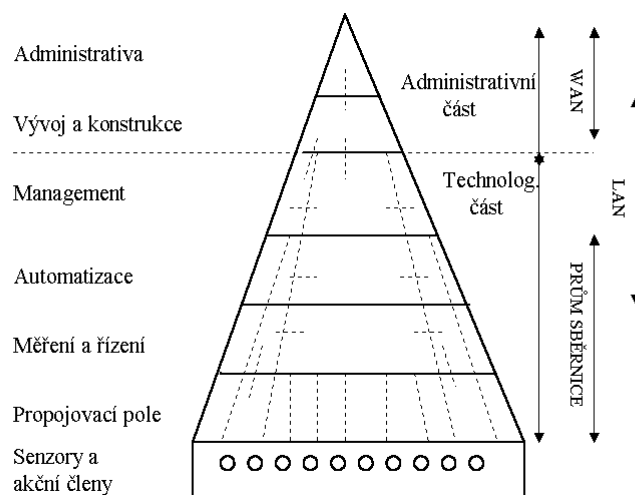 Administrativa
Administrativní
část
WAN
Vývoj a konstrukce
Management
Technolog.
část
LAN
Automatizace
PRŮM SBĚRNICE
Měření a řízení
Propojovací pole
Senzory a
akční členy